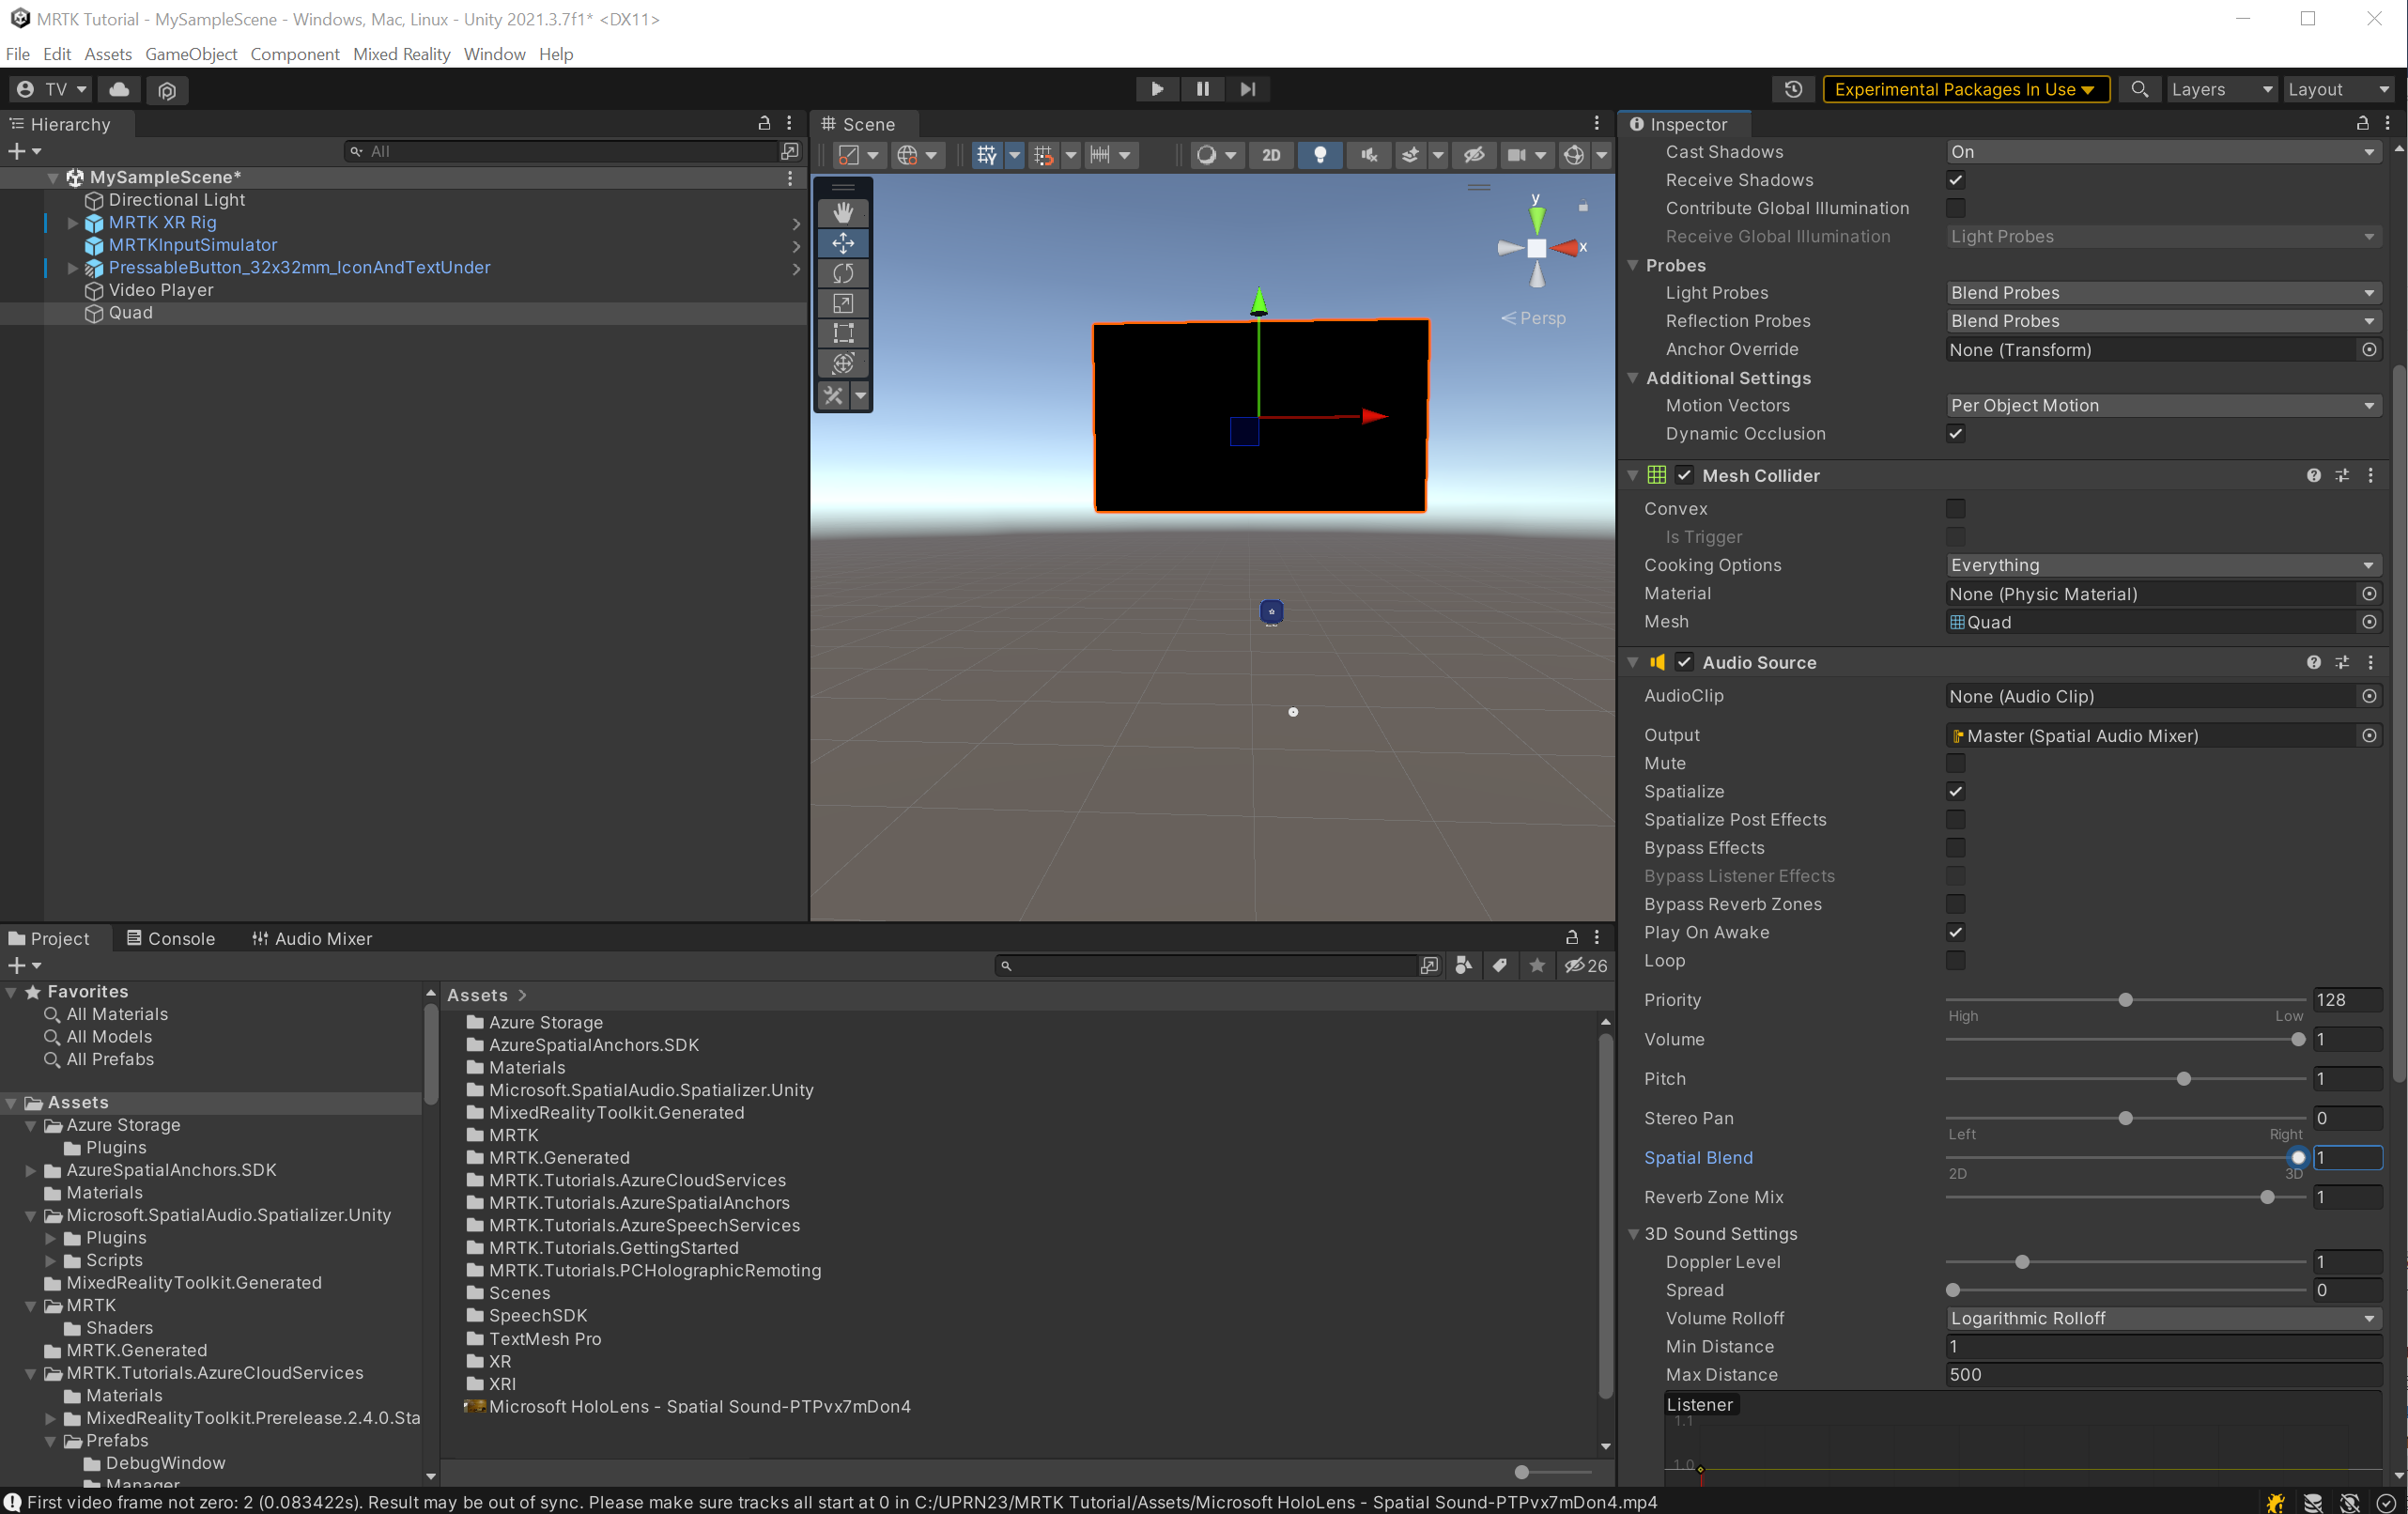 MRTK Tutorial - MySampleScene - Windows, Mac, Linux - Unity 2021.3.7f1* <DX11>
File Edit Assets GameObject Component Mixed Reality Window Help
TV
Experimental Packages In Use
Layers
Layout
Hierarchy
All
MySampleScene*
Directional Light
MRTK XR Rig
MRTKInputSimulator
PressableButton_32x32mm_IconAndTextUnder
Video Player
Quad
Scene
2D
y
x
Persp
Inspector
Cast Shadows On
Receive Shadows
Contribute Global Illumination
Receive Global Illumination Light Probes
Probes
Light Probes Blend Probes
Reflection Probes Blend Probes
Anchor Override None (Transform)
Additional Settings
Motion Vectors Per Object Motion
Dynamic Occlusion
Mesh Collider
Convex
Is Trigger
Cooking Options Everything
Material None (Physic Material)
Mesh Quad
Audio Source
AudioClip None (Audio Clip)
Output Master (Spatial Audio Mixer)
Mute
Spatialize
Spatialize Post Effects
Bypass Effects
Bypass Listener Effects
Bypass Reverb Zones
Play On Awake
Loop
Priority 128
High Low
Volume 1
Pitch 1
Stereo Pan 0
Left Right
Spatial Blend 1
2D 3D
Reverb Zone Mix 1
3D Sound Settings
Doppler Level 1
Spread 0
Volume Rolloff Logarithmic Rolloff
Min Distance 1
Max Distance 500
Listener
1.1
1.0
Project Console Audio Mixer
26
Favorites
All Materials
All Models
All Prefabs
Assets
Azure Storage
Plugins
AzureSpatialAnchors.SDK
Materials
Microsoft.SpatialAudio.Spatializer.Unity
Plugins
Scripts
MixedRealityToolkit.Generated
MRTK
Shaders
MRTK.Generated
MRTK.Tutorials.AzureCloudServices
Materials
MixedRealityToolkit.Prerelease.2.4.0.Sta
Prefabs
DebugWindow
Manager
Assets >
Azure Storage
AzureSpatialAnchors.SDK
Materials
Microsoft.SpatialAudio.Spatializer.Unity
MixedRealityToolkit.Generated
MRTK
MRTK.Generated
MRTK.Tutorials.AzureCloudServices
MRTK.Tutorials.AzureSpatialAnchors
MRTK.Tutorials.AzureSpeechServices
MRTK.Tutorials.GettingStarted
MRTK.Tutorials.PCHolographicRemoting
Scenes
SpeechSDK
TextMesh Pro
XR
XRI
Microsoft HoloLens - Spatial Sound-PTPvx7mDon4
First video frame not zero: 2 (0.083422s). Result may be out of sync. Please make sure tracks all start at 0 in C:/UPRN23/MRTK Tutorial/Assets/Microsoft HoloLens - Spatial Sound-PTPvx7mDon4.mp4